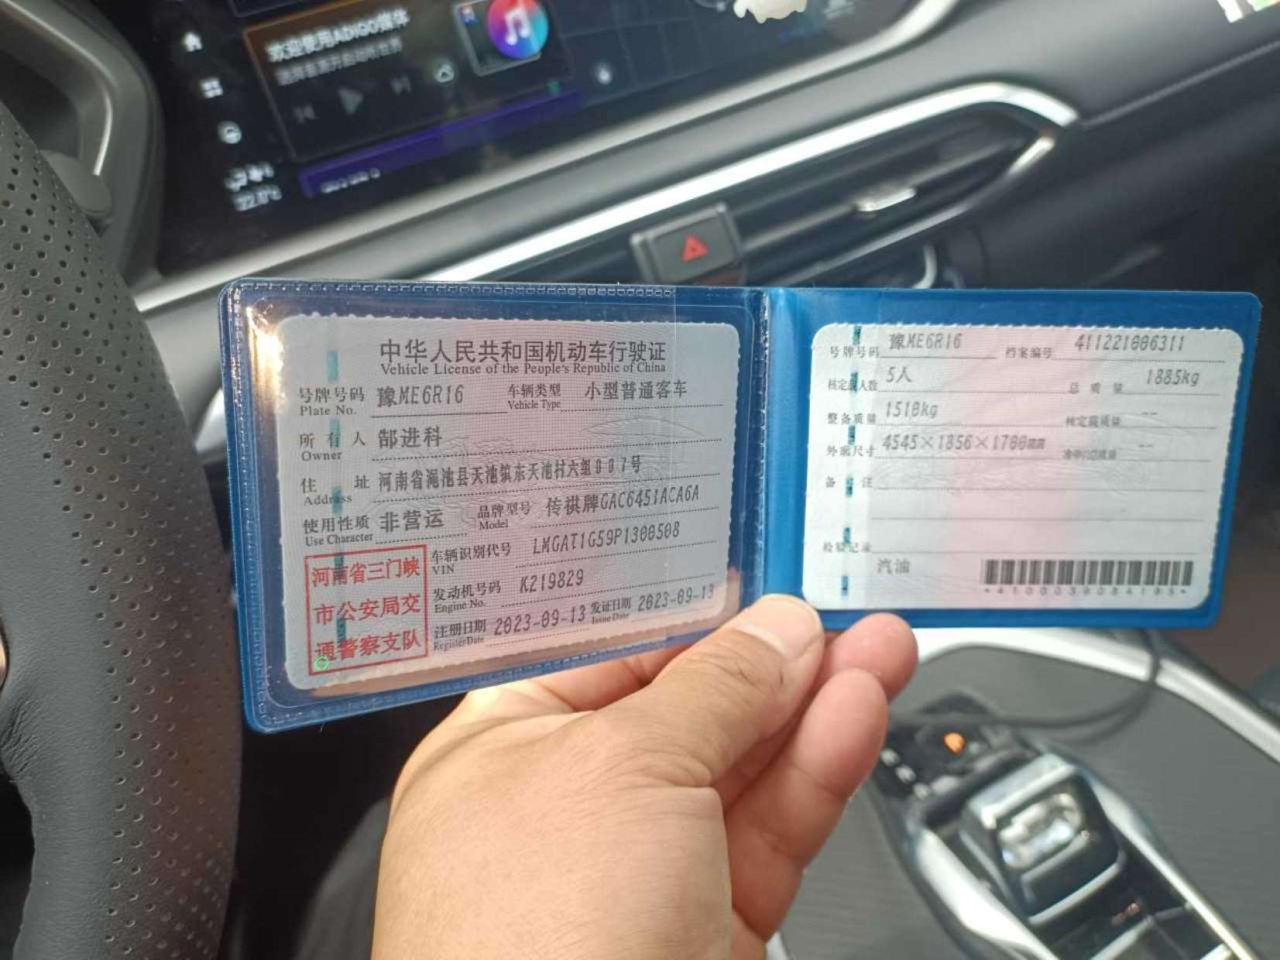 欢迎使用ADIGO媒体
22.0°c
中华人民共和国机动车行驶证
Vehicle License of the People's Republic of China
号牌号码 豫ME6R16 车辆类型 小型普通客车
Plate No. Vehicle Type
所有人 郜进科
Owner
住址 河南省渑池县天池镇东天池村六组007号
Address
使用性质 非营运 品牌型号 传祺牌GAC6451ACA6A
Use Character Model
河南省三门峡
市公安局交
通警察支队
车辆识别代号 LMGAT1G59P1300508
VIN
发动机号码 K219829
Engine No.
注册日期 2023-09-13 发证日期 2023-09-13
Register Date Issue Date
号牌号码 豫ME6R16 档案编号 411221006311
核定载人数 5人 总质量 1885kg
整备质量 1510kg 核定载质量 --
外廓尺寸 4545×1856×1700mm 准牵引总质量 --
备注
检验记录
汽油
*4100039084195*